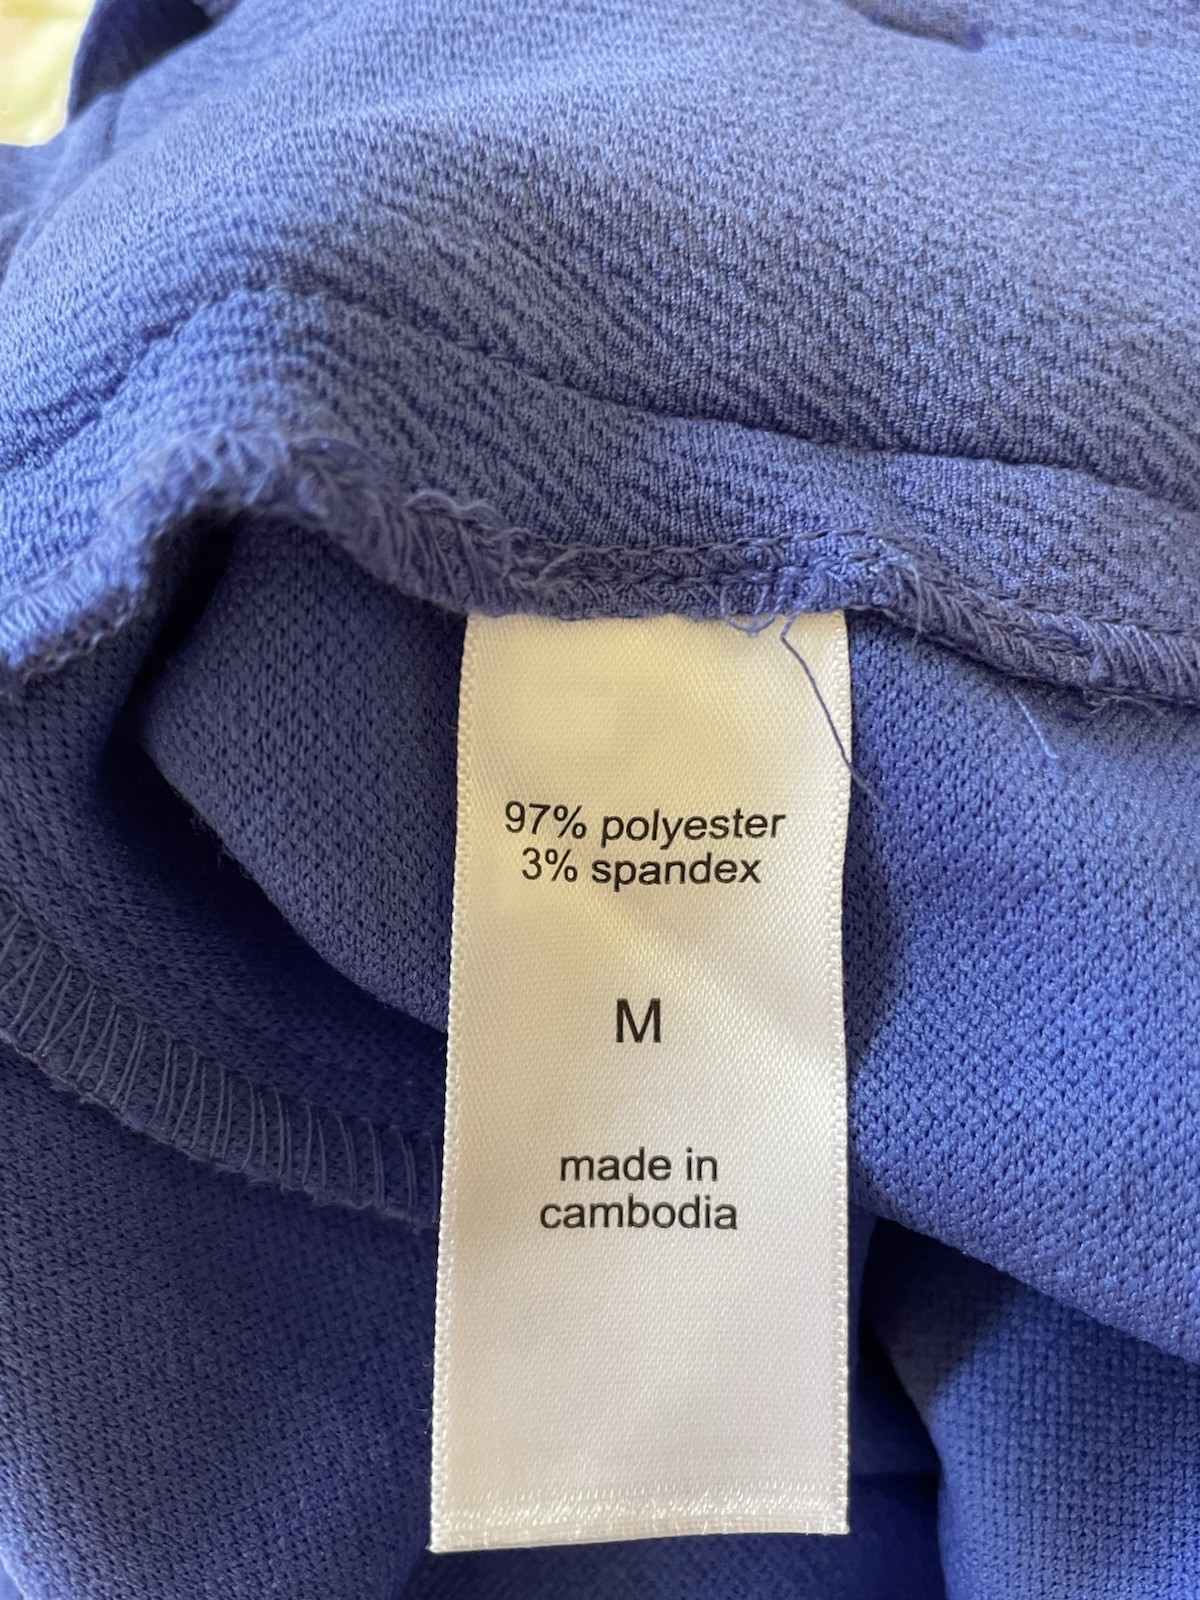 97% polyester
3% spandex
M
made in
cambodia